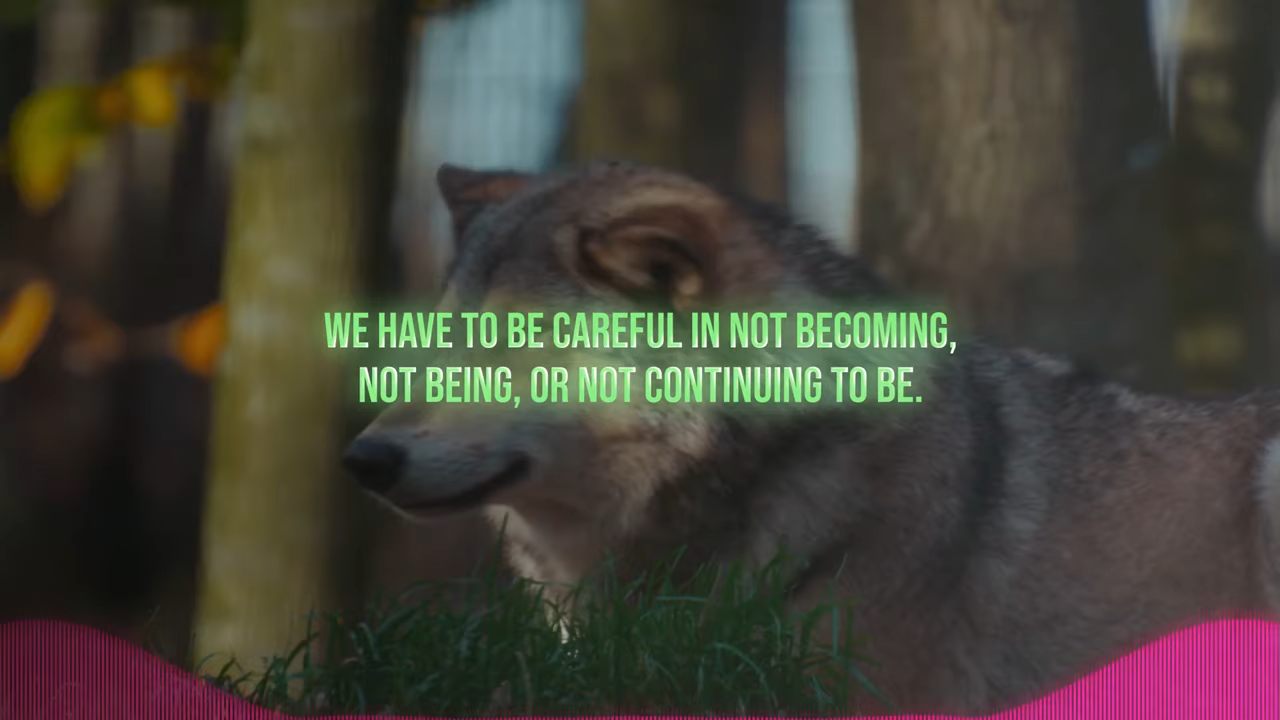 WE HAVE TO BE CAREFUL IN NOT BECOMING,
NOT BEING, OR NOT CONTINUING TO BE.